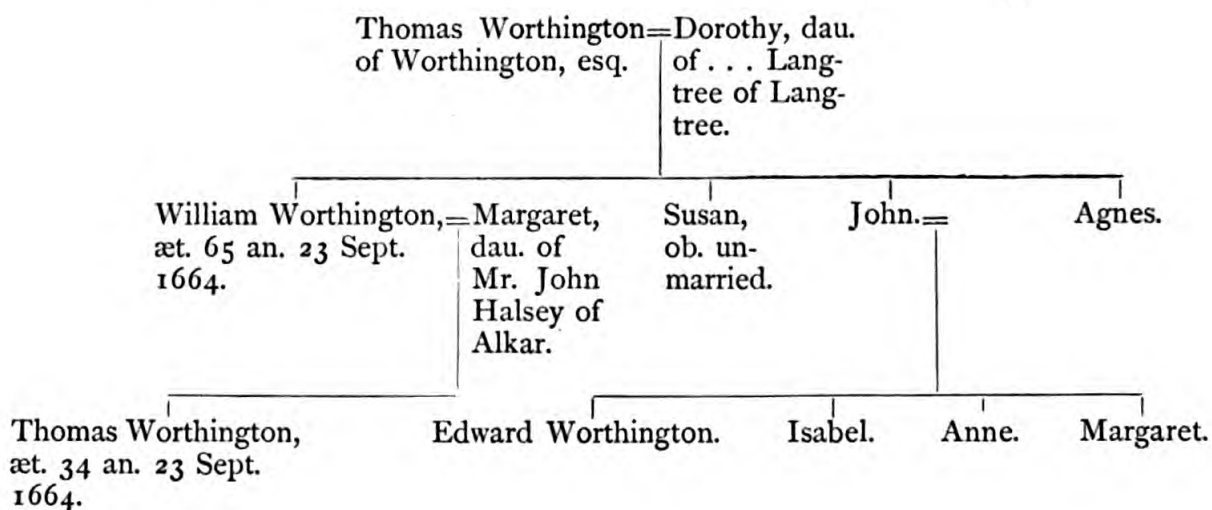 Thomas Worthington=Dorothy, dau.
of Worthington, esq.
of . . . Lang-
tree of Lang-
tree.
William Worthington,=Margaret,
æt. 65 an. 23 Sept.
1664.
dau. of
Mr. John
Halsey of
Alkar.
Susan,
ob. un-
married.
John.=
Agnes.
Thomas Worthington,
æt. 34 an. 23 Sept.
1664.
Edward Worthington.
Isabel.
Anne.
Margaret.